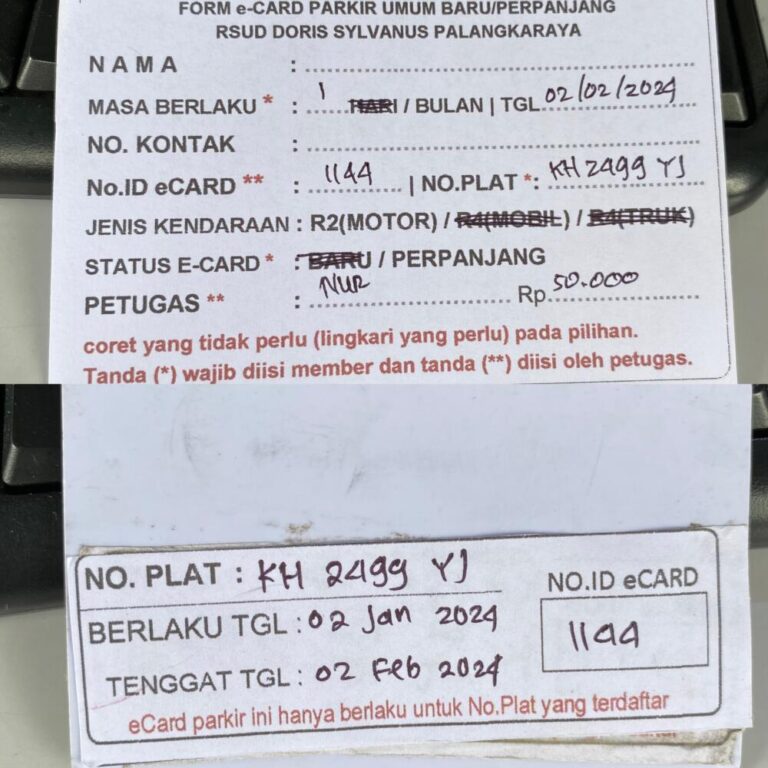 FORM e-CARD PARKIR UMUM BARU/PERPANJANG
RSUD DORIS SYLVANUS PALANGKARAYA
NAMA :
MASA BERLAKU * : 1 HARI / BULAN | TGL 02/02/2024
NO. KONTAK :
No.ID eCARD ** : 1144 | NO.PLAT *: KH 2499 YJ
JENIS KENDARAAN : R2(MOTOR) / R4(MOBIL) / R4(TRUK)
STATUS E-CARD * : BARU / PERPANJANG
PETUGAS ** : NUR Rp 50.000
coret yang tidak perlu (lingkari yang perlu) pada pilihan.
Tanda (*) wajib diisi member dan tanda (**) diisi oleh petugas.
NO. PLAT : KH 2499 YJ
NO.ID eCARD
BERLAKU TGL : 02 Jan 2024
1144
TENGGAT TGL : 02 Feb 2024
eCard parkir ini hanya berlaku untuk No.Plat yang terdaftar